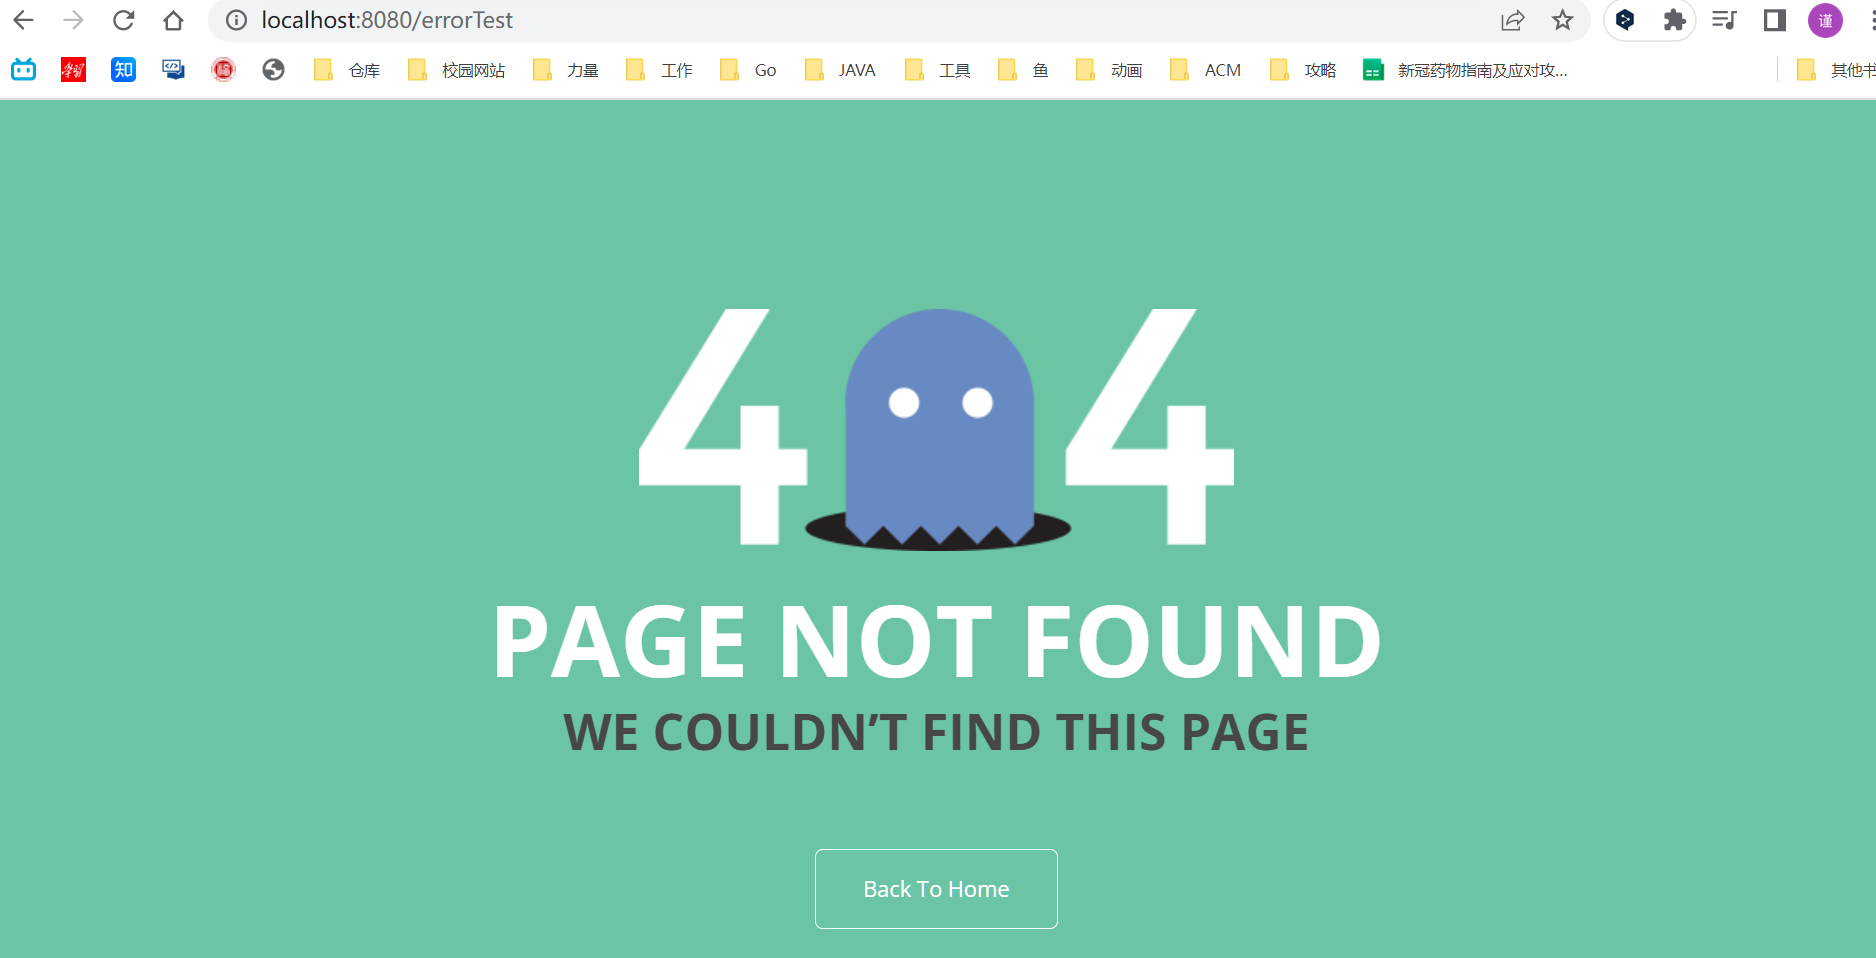 localhost:8080/errorTest
谨
知 仓库 校园网站 力量 工作 Go JAVA 工具 鱼 动画 ACM 攻略 新冠药物指南及应对攻... 其他书
4 4
PAGE NOT FOUND
WE COULDN’T FIND THIS PAGE
Back To Home